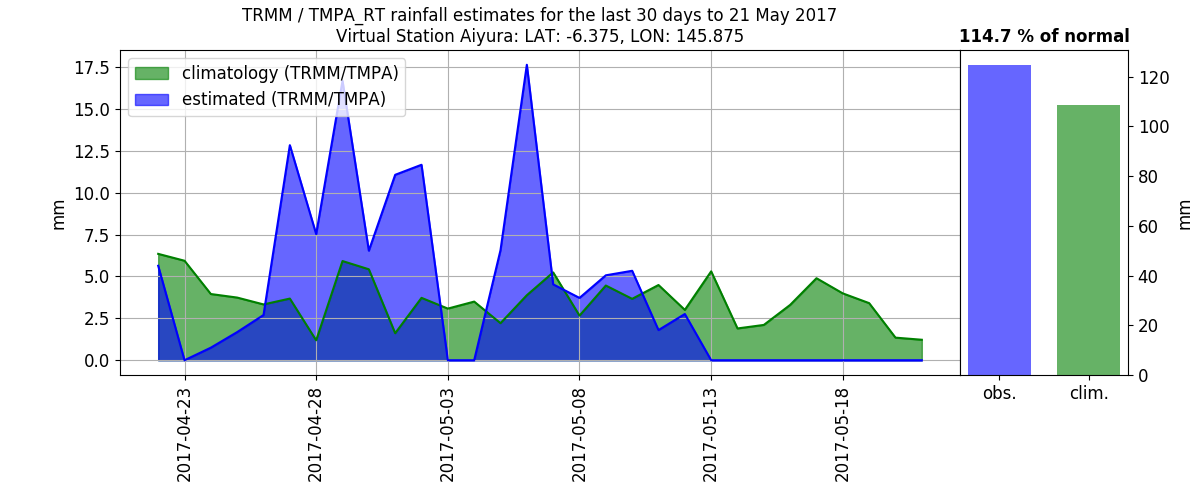 TRMM / TMPA_RT rainfall estimates for the last 30 days to 21 May 2017
Virtual Station Aiyura: LAT: -6.375, LON: 145.875
114.7 % of normal
climatology (TRMM/TMPA)
estimated (TRMM/TMPA)
17.5
15.0
12.5
10.0
7.5
5.0
2.5
0.0
mm
2017-04-23
2017-04-28
2017-05-03
2017-05-08
2017-05-13
2017-05-18
120
100
80
60
40
20
0
mm
obs.
clim.